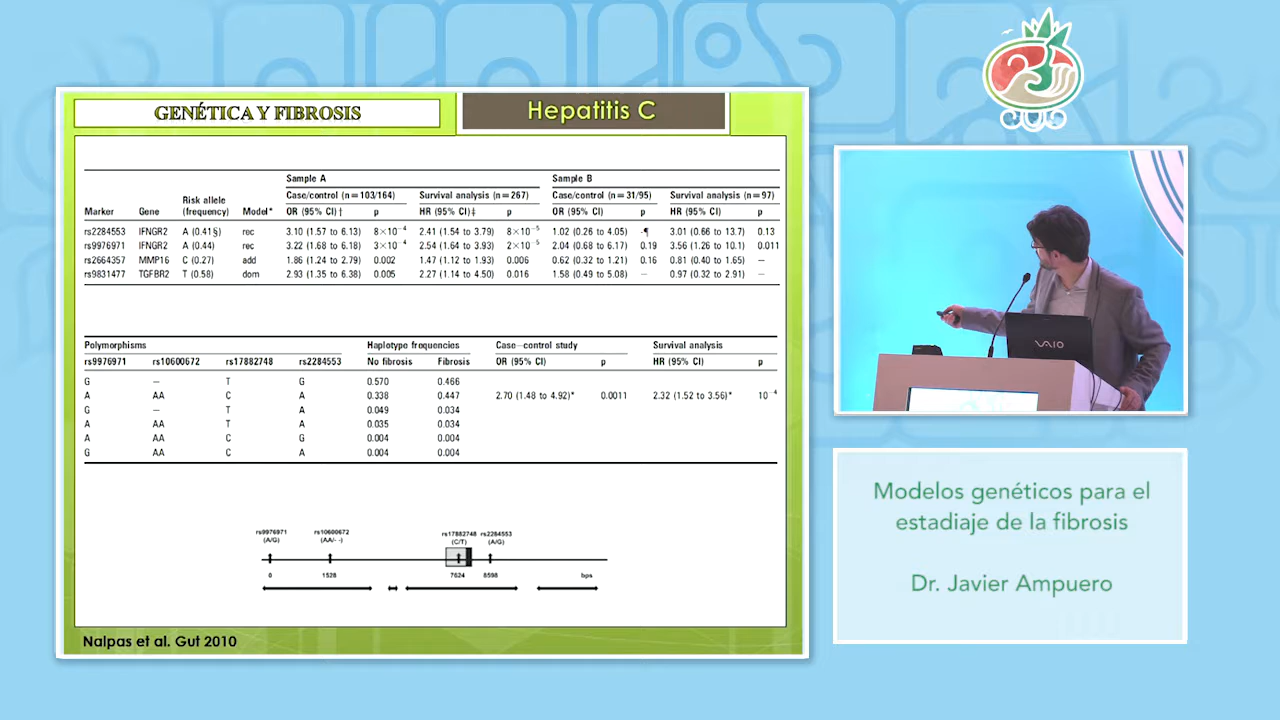 GENÉTICA Y FIBROSIS
Hepatitis C
Sample A Sample B
Risk allele Case/control (n=103/164) Survival analysis (n=267) Case/control (n=31/95) Survival analysis (n=97)
Marker Gene (frequency) Model* OR (95% CI) † p HR (95% CI)‡ p OR (95% CI) p HR (95% CI) p
rs2284553 IFNGR2 A (0.41§) rec 3.10 (1.57 to 6.13) 8×10⁻⁴ 2.41 (1.54 to 3.79) 8×10⁻⁵ 1.02 (0.26 to 4.05) -¶ 3.01 (0.66 to 13.7) 0.13
rs9976971 IFNGR2 A (0.44) rec 3.22 (1.68 to 6.18) 3×10⁻⁴ 2.54 (1.64 to 3.93) 2×10⁻⁵ 2.04 (0.68 to 6.17) 0.19 3.56 (1.26 to 10.1) 0.011
rs2664357 MMP16 C (0.27) add 1.86 (1.24 to 2.79) 0.002 1.47 (1.12 to 1.93) 0.006 0.62 (0.32 to 1.21) 0.16 0.81 (0.40 to 1.65) —
rs9831477 TGFBR2 T (0.58) dom 2.93 (1.35 to 6.38) 0.005 2.27 (1.14 to 4.50) 0.016 1.58 (0.49 to 5.08) — 0.97 (0.32 to 2.91) —
Polymorphisms Haplotype frequencies Case–control study Survival analysis
rs9976971 rs10600672 rs17882748 rs2284553 No fibrosis Fibrosis OR (95% CI) p HR (95% CI) p
G — T G 0.570 0.466
A AA C A 0.338 0.447 2.70 (1.48 to 4.92)* 0.0011 2.32 (1.52 to 3.56)* 10⁻⁴
G — T A 0.049 0.034
A AA T A 0.035 0.034
A AA C G 0.004 0.004
G AA C A 0.004 0.004
rs9976971 rs10600672 rs17882748 rs2284553
(A/G) (AA/- -) (C/T) (A/G)
0 1528 7624 8598 bps
Nalpas et al. Gut 2010
VAIO
Modelos genéticos para el
estadiaje de la fibrosis
Dr. Javier Ampuero